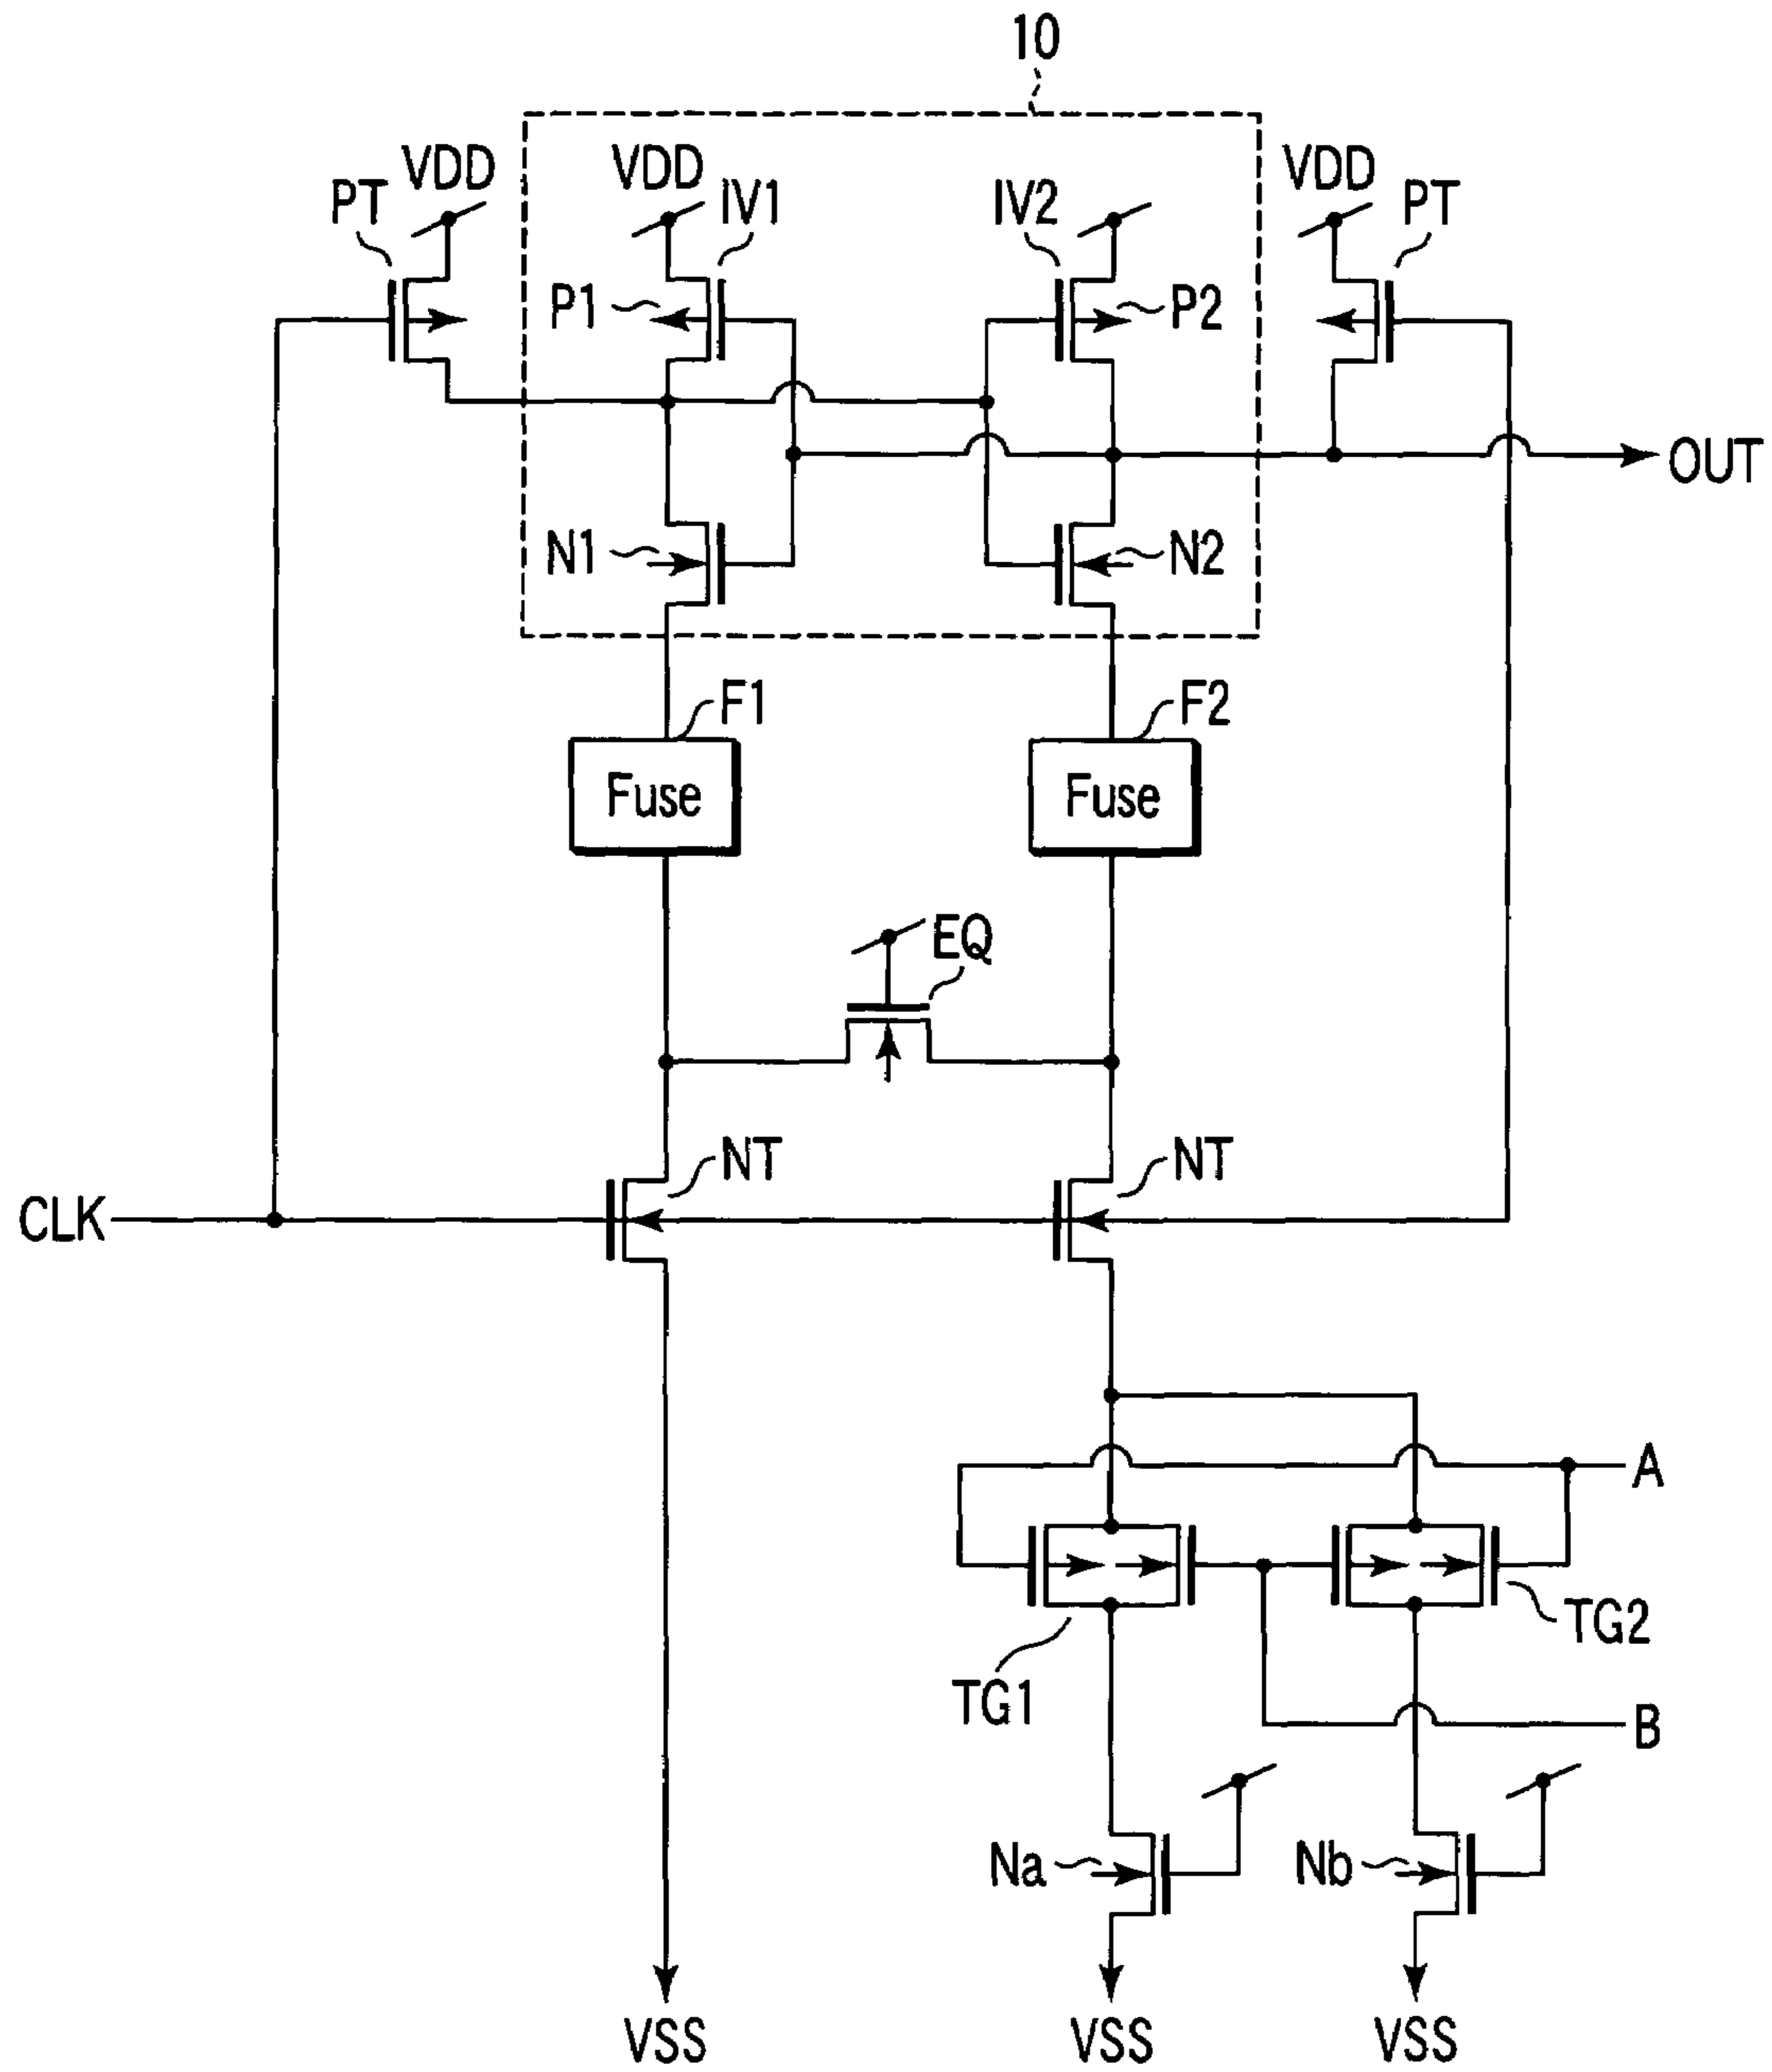 10
VDD
VDD
VDD
PT
IV1
IV2
PT
P1
P2
OUT
N1
N2
F1
F2
Fuse
Fuse
EQ
NT
NT
CLK
A
TG2
TG1
B
Na
Nb
VSS
VSS
VSS